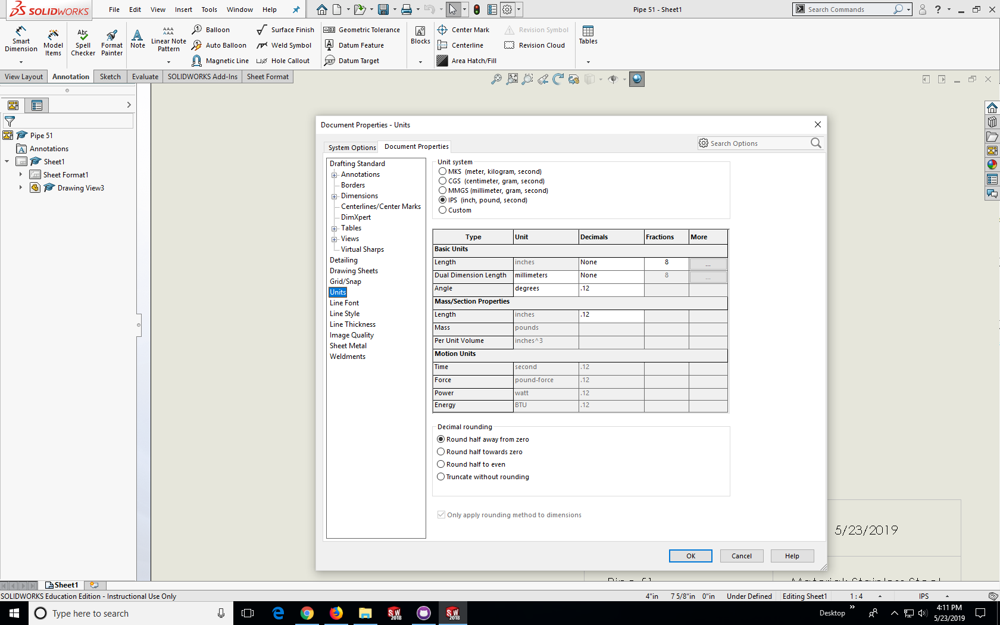 SOLIDWORKS
File Edit View Insert Tools Window Help
Pipe 51 - Sheet1
Search Commands
Smart Dimension
Model Items
Spell Checker
Format Painter
Note
Linear Note Pattern
Balloon
Auto Balloon
Magnetic Line
Surface Finish
Weld Symbol
Hole Callout
Geometric Tolerance
Datum Feature
Datum Target
Blocks
Center Mark
Centerline
Area Hatch/Fill
Revision Symbol
Revision Cloud
Tables
View Layout Annotation Sketch Evaluate SOLIDWORKS Add-Ins Sheet Format
Pipe 51
Annotations
Sheet1
Sheet Format1
Drawing View3
Document Properties - Units
System Options Document Properties
Search Options
Drafting Standard
Annotations
Borders
Dimensions
Centerlines/Center Marks
DimXpert
Tables
Views
Virtual Sharps
Detailing
Drawing Sheets
Grid/Snap
Units
Line Font
Line Style
Line Thickness
Image Quality
Sheet Metal
Weldments
Unit system
MKS (meter, kilogram, second)
CGS (centimeter, gram, second)
MMGS (millimeter, gram, second)
IPS (inch, pound, second)
Custom
Type Unit Decimals Fractions More
Basic Units
Length inches None 8 ...
Dual Dimension Length millimeters None 8 ...
Angle degrees .12
Mass/Section Properties
Length inches .12
Mass pounds
Per Unit Volume inches^3
Motion Units
Time second .12
Force pound-force .12
Power watt .12
Energy BTU .12
Decimal rounding
Round half away from zero
Round half towards zero
Round half to even
Truncate without rounding
Only apply rounding method to dimensions
OK Cancel Help
5/23/2019
Material: Stainless Steel
Sheet1
SOLIDWORKS Education Edition - Instructional Use Only
4"in 7 5/8"in 0"in Under Defined Editing Sheet1 1 : 4 IPS
Type here to search
Desktop
4:11 PM
5/23/2019